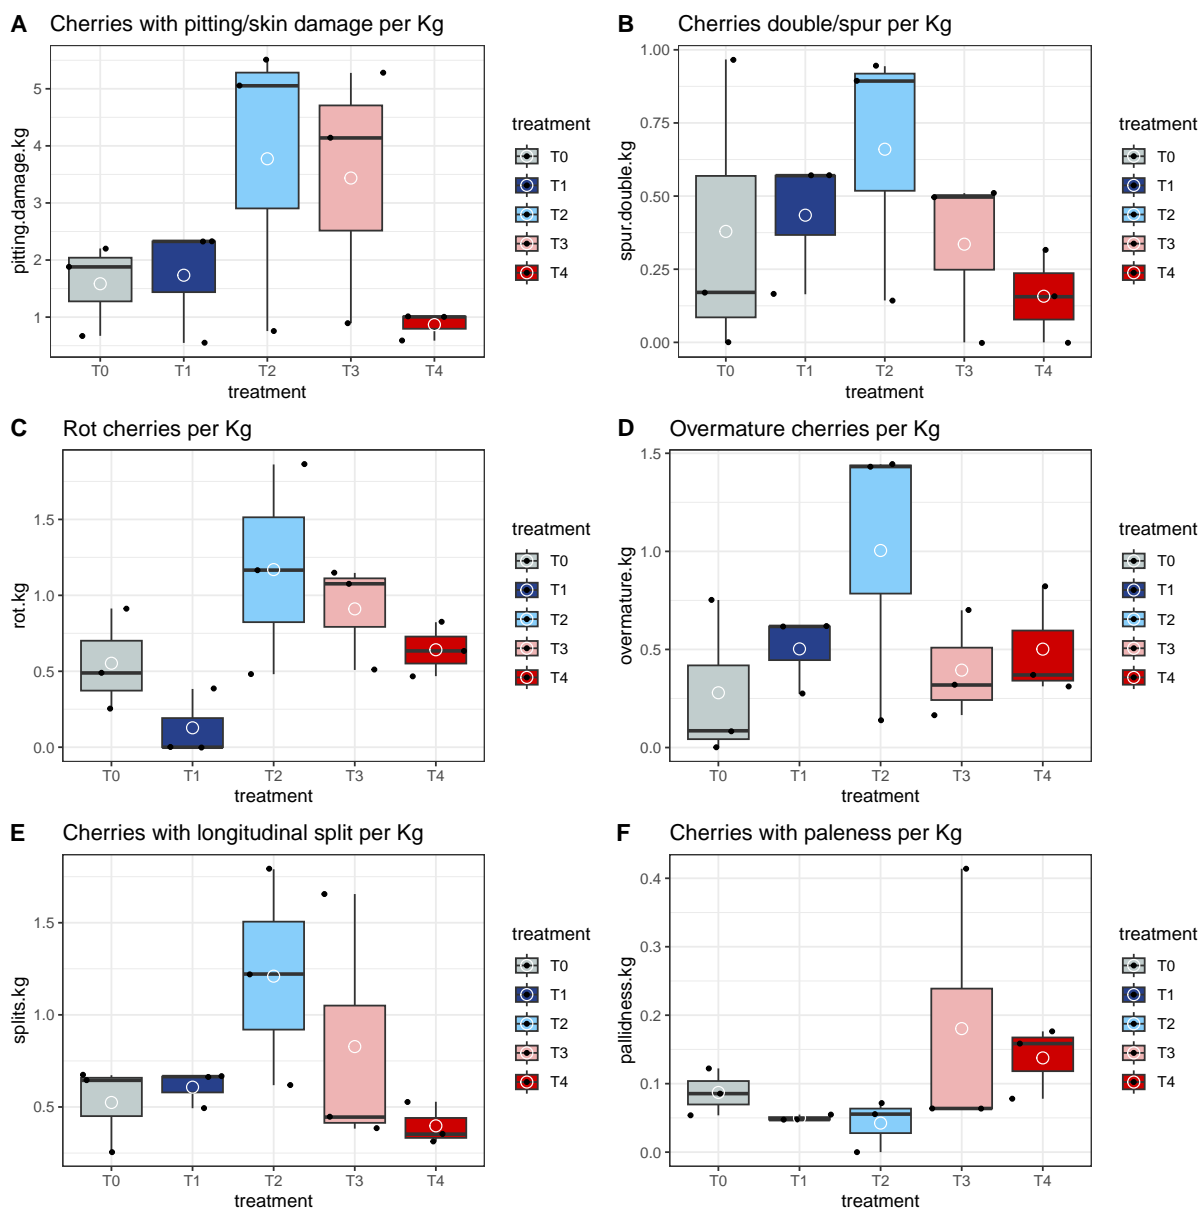 A Cherries with pitting/skin damage per Kg
pitting.damage.kg
5
4
3
2
1
T0 T1 T2 T3 T4
treatment
treatment
T0
T1
T2
T3
T4
B Cherries double/spur per Kg
spur.double.kg
1.00
0.75
0.50
0.25
0.00
T0 T1 T2 T3 T4
treatment
treatment
T0
T1
T2
T3
T4
C Rot cherries per Kg
rot.kg
1.5
1.0
0.5
0.0
T0 T1 T2 T3 T4
treatment
treatment
T0
T1
T2
T3
T4
D Overmature cherries per Kg
overmature.kg
1.5
1.0
0.5
0.0
T0 T1 T2 T3 T4
treatment
treatment
T0
T1
T2
T3
T4
E Cherries with longitudinal split per Kg
splits.kg
1.5
1.0
0.5
T0 T1 T2 T3 T4
treatment
treatment
T0
T1
T2
T3
T4
F Cherries with paleness per Kg
pallidness.kg
0.4
0.3
0.2
0.1
0.0
T0 T1 T2 T3 T4
treatment
treatment
T0
T1
T2
T3
T4